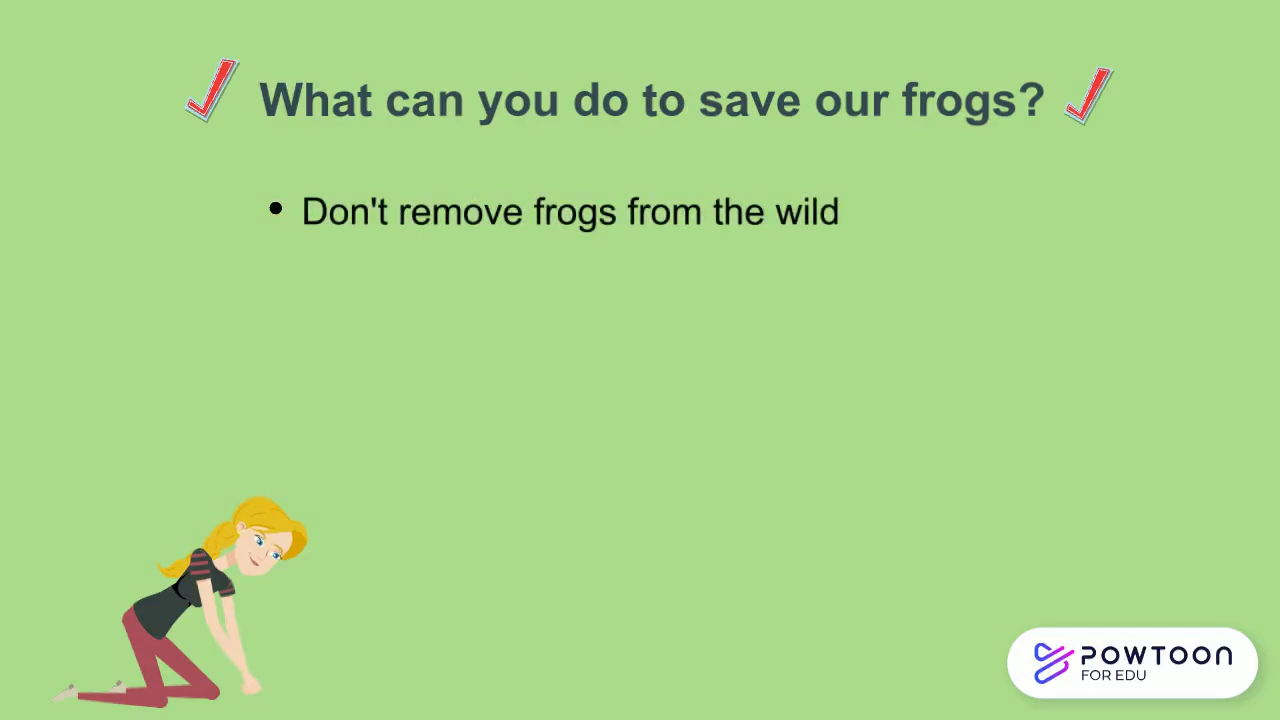 What can you do to save our frogs?
• Don't remove frogs from the wild
POWTOON
FOR EDU